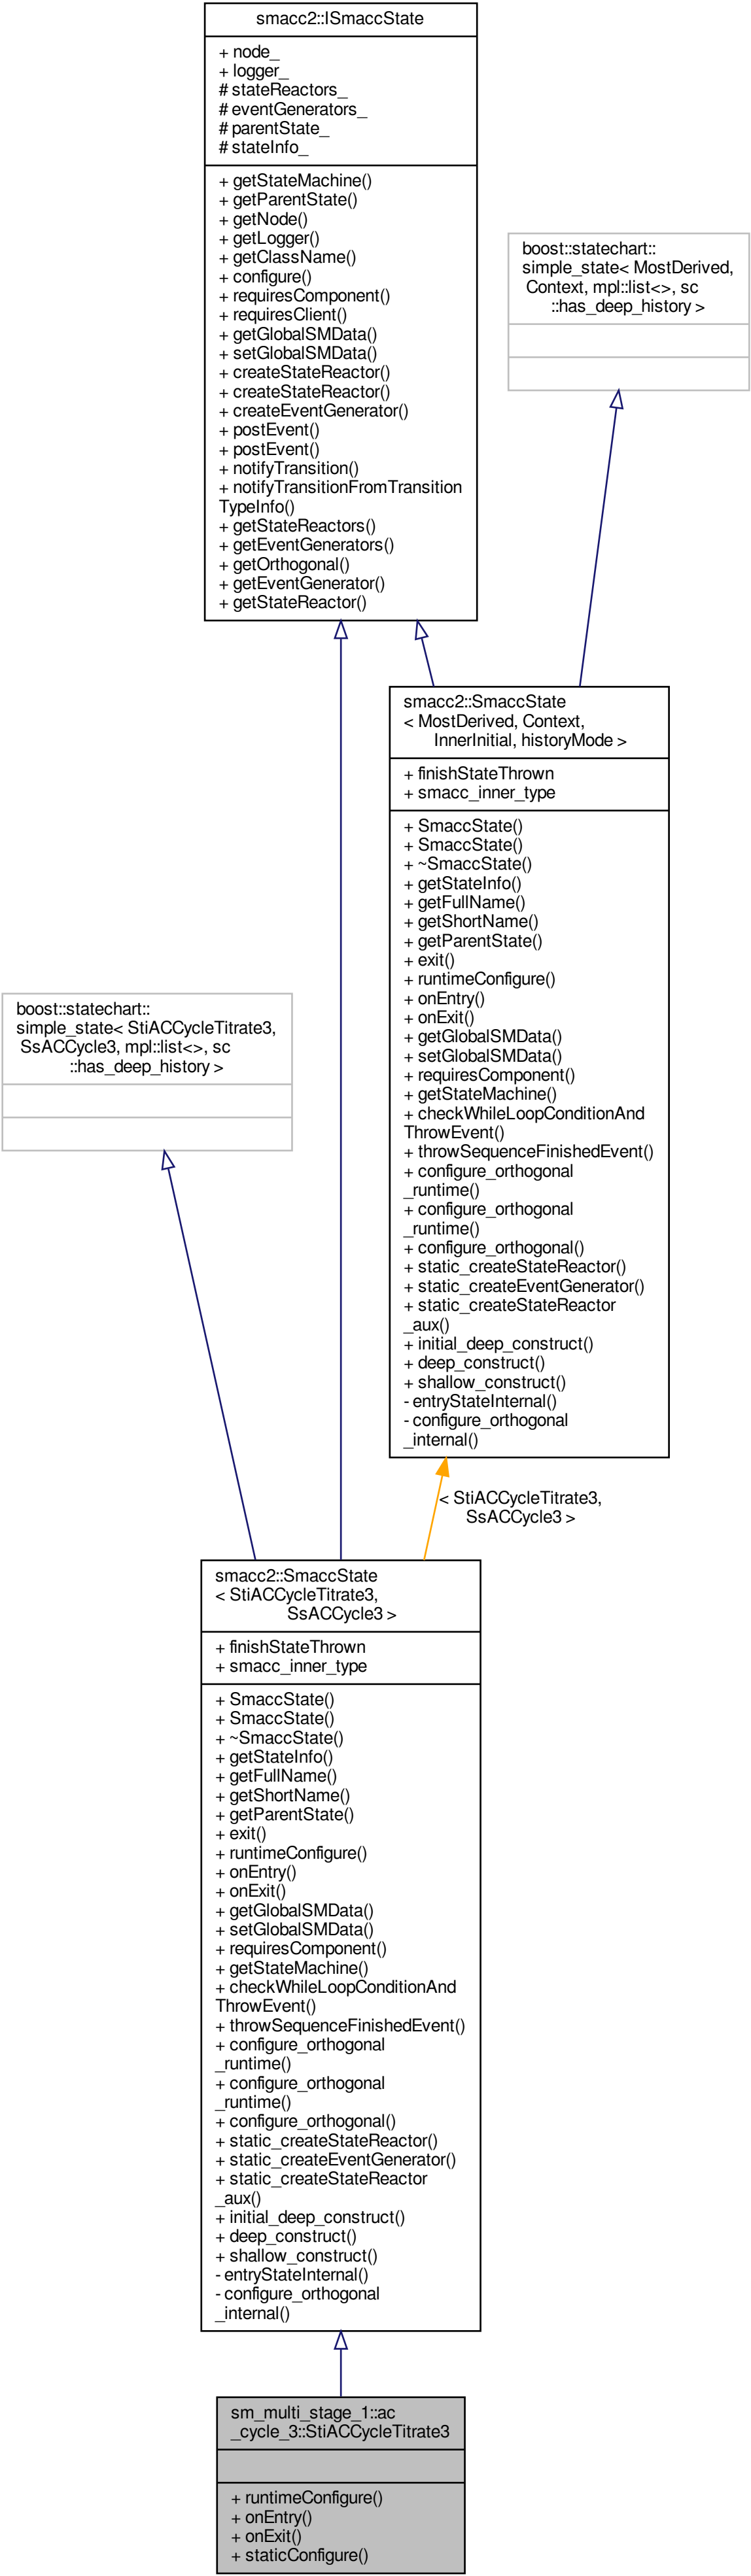 smacc2::ISmaccState
+ node_
+ logger_
# stateReactors_
# eventGenerators_
# parentState_
# stateInfo_
+ getStateMachine()
+ getParentState()
+ getNode()
+ getLogger()
+ getClassName()
+ configure()
+ requiresComponent()
+ requiresClient()
+ getGlobalSMData()
+ setGlobalSMData()
+ createStateReactor()
+ createStateReactor()
+ createEventGenerator()
+ postEvent()
+ postEvent()
+ notifyTransition()
+ notifyTransitionFromTransition
TypeInfo()
+ getStateReactors()
+ getEventGenerators()
+ getOrthogonal()
+ getEventGenerator()
+ getStateReactor()
boost::statechart::
simple_state< MostDerived,
Context, mpl::list<>, sc
::has_deep_history >
smacc2::SmaccState
< MostDerived, Context,
InnerInitial, historyMode >
+ finishStateThrown
+ smacc_inner_type
+ SmaccState()
+ SmaccState()
+ ~SmaccState()
+ getStateInfo()
+ getFullName()
+ getShortName()
+ getParentState()
+ exit()
+ runtimeConfigure()
+ onEntry()
+ onExit()
+ getGlobalSMData()
+ setGlobalSMData()
+ requiresComponent()
+ getStateMachine()
+ checkWhileLoopConditionAnd
ThrowEvent()
+ throwSequenceFinishedEvent()
+ configure_orthogonal
_runtime()
+ configure_orthogonal
_runtime()
+ configure_orthogonal()
+ static_createStateReactor()
+ static_createEventGenerator()
+ static_createStateReactor
_aux()
+ initial_deep_construct()
+ deep_construct()
+ shallow_construct()
- entryStateInternal()
- configure_orthogonal
_internal()
boost::statechart::
simple_state< StiACCycleTitrate3,
SsACCycle3, mpl::list<>, sc
::has_deep_history >
< StiACCycleTitrate3,
SsACCycle3 >
smacc2::SmaccState
< StiACCycleTitrate3,
SsACCycle3 >
+ finishStateThrown
+ smacc_inner_type
+ SmaccState()
+ SmaccState()
+ ~SmaccState()
+ getStateInfo()
+ getFullName()
+ getShortName()
+ getParentState()
+ exit()
+ runtimeConfigure()
+ onEntry()
+ onExit()
+ getGlobalSMData()
+ setGlobalSMData()
+ requiresComponent()
+ getStateMachine()
+ checkWhileLoopConditionAnd
ThrowEvent()
+ throwSequenceFinishedEvent()
+ configure_orthogonal
_runtime()
+ configure_orthogonal
_runtime()
+ configure_orthogonal()
+ static_createStateReactor()
+ static_createEventGenerator()
+ static_createStateReactor
_aux()
+ initial_deep_construct()
+ deep_construct()
+ shallow_construct()
- entryStateInternal()
- configure_orthogonal
_internal()
sm_multi_stage_1::ac
_cycle_3::StiACCycleTitrate3
+ runtimeConfigure()
+ onEntry()
+ onExit()
+ staticConfigure()